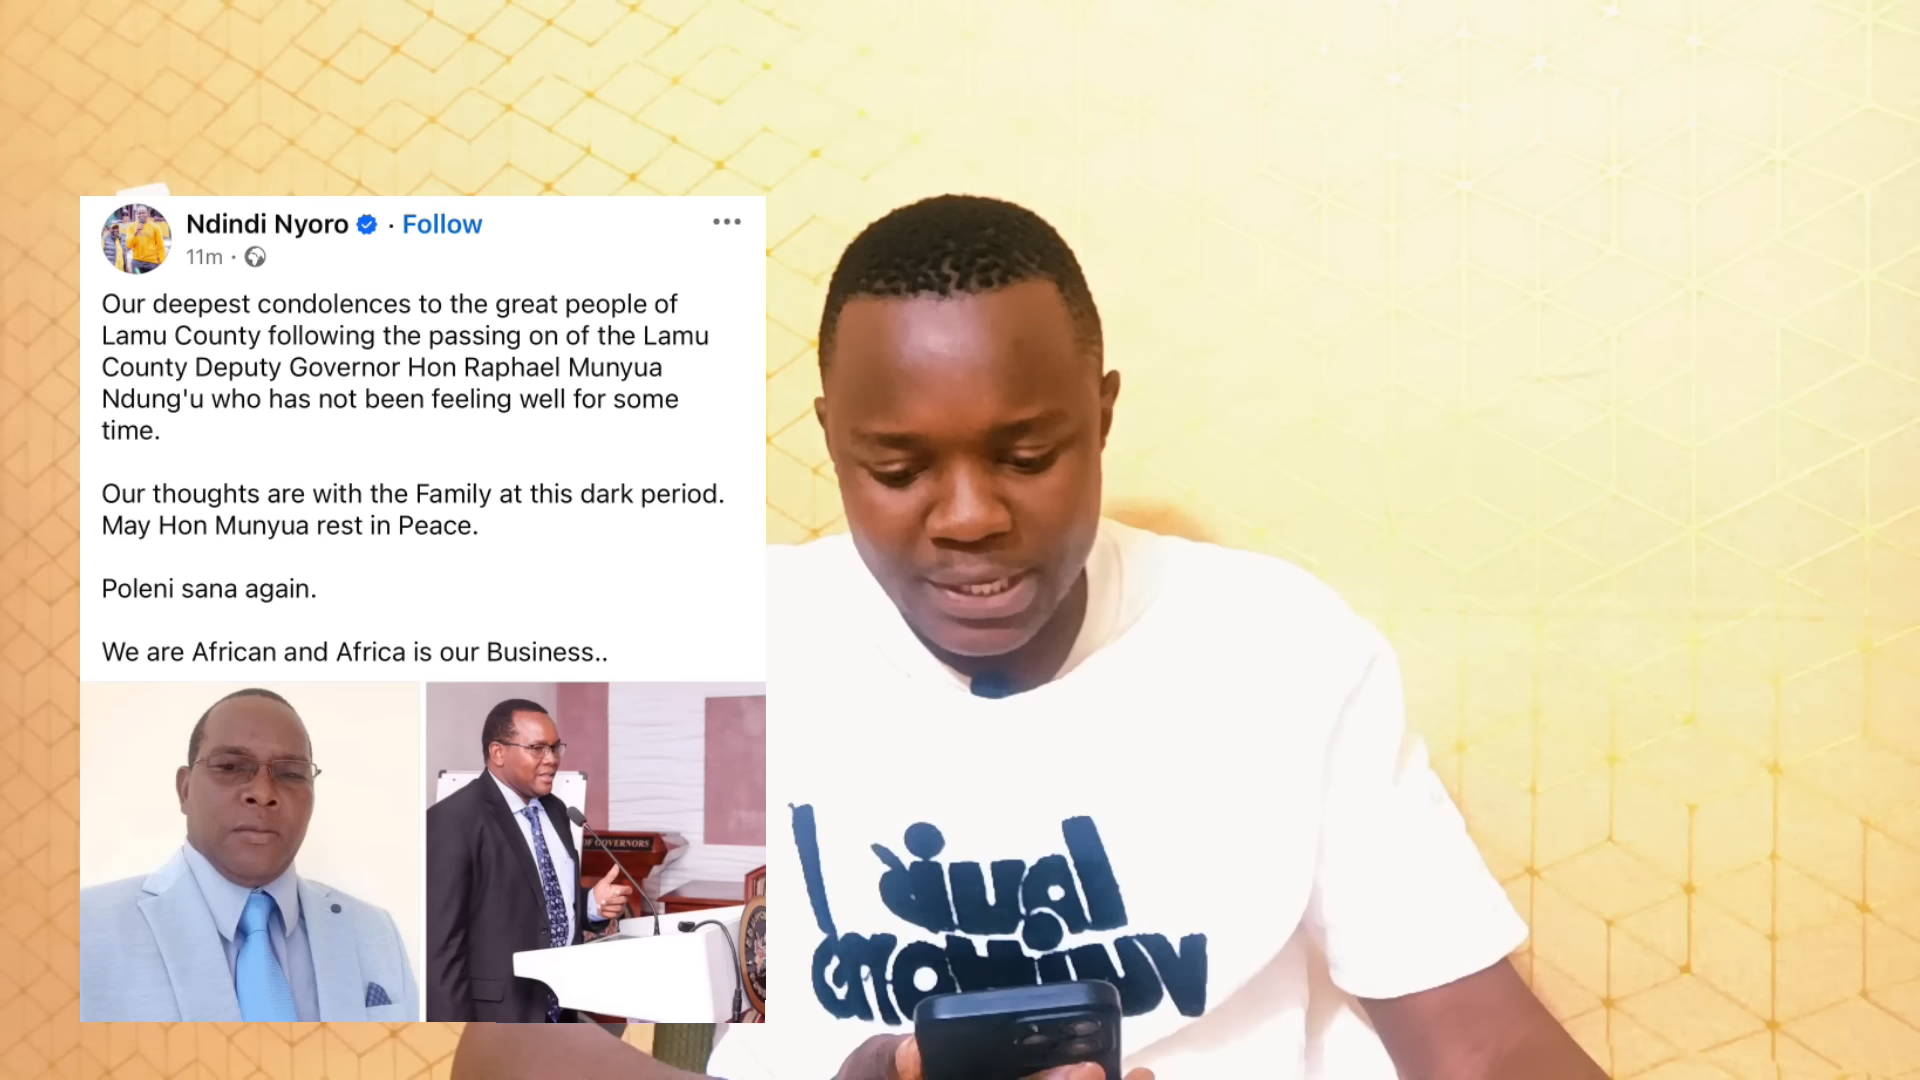 Ndindi Nyoro · Follow
11m ·
Our deepest condolences to the great people of
Lamu County following the passing on of the Lamu
County Deputy Governor Hon Raphael Munyua
Ndung'u who has not been feeling well for some
time.
Our thoughts are with the Family at this dark period.
May Hon Munyua rest in Peace.
Poleni sana again.
We are African and Africa is our Business..
OF GOVERNORS